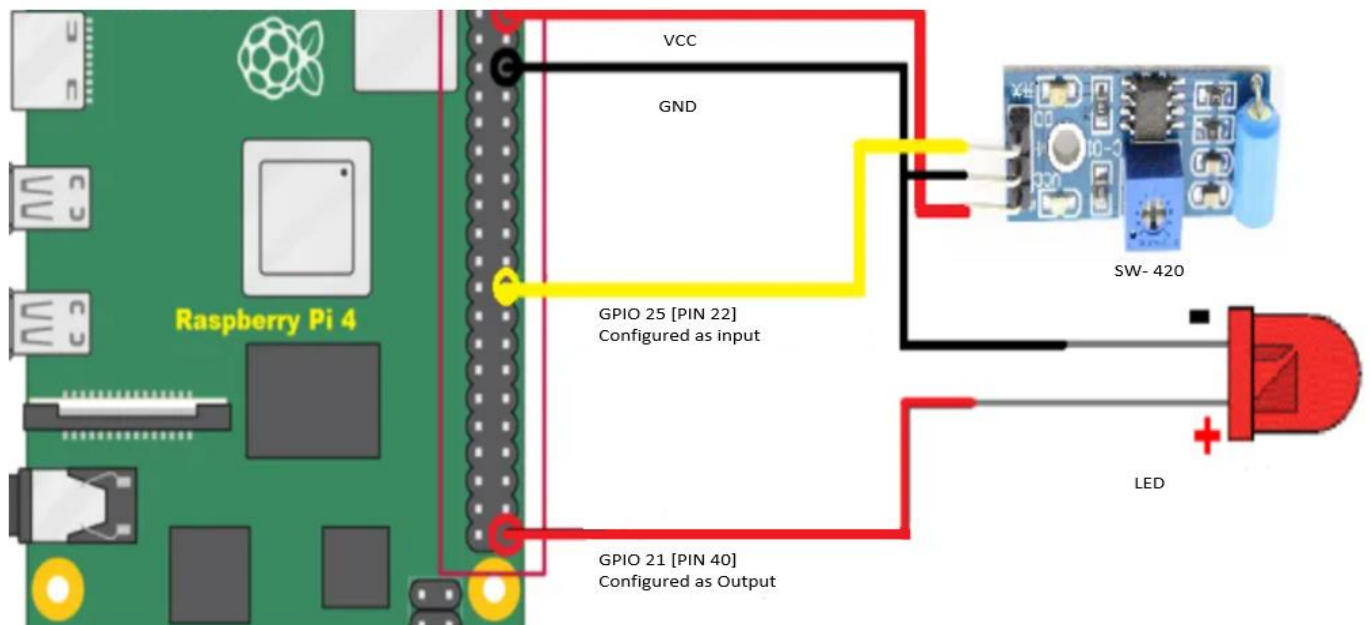 VCC
GND
SW- 420
GPIO 25 [PIN 22]
Configured as input
Raspberry Pi 4
-
+
LED
GPIO 21 [PIN 40]
Configured as Output